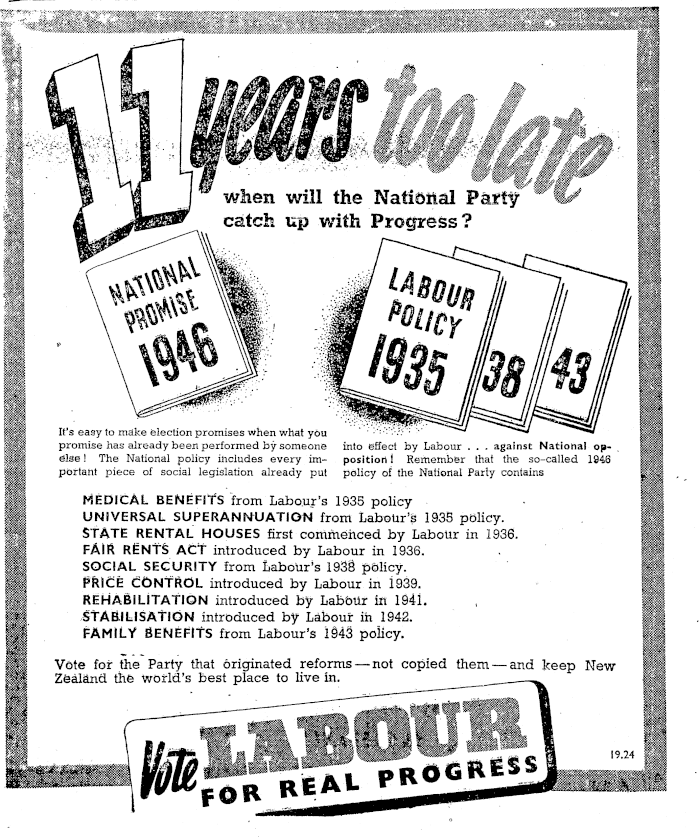 11 years too late
when will the National Party
catch up with Progress?
NATIONAL
PROMISE
1946
LABOUR
POLICY
1935
38
43
It's easy to make election promises when what you
promise has already been performed by someone
else! The National policy includes every im-
portant piece of social legislation already put
into effect by Labour . . . against National op-
position! Remember that the so-called 1946
policy of the National Party contains
MEDICAL BENEFITS from Labour's 1935 policy
UNIVERSAL SUPERANNUATION from Labour's 1935 policy.
STATE RENTAL HOUSES first commenced by Labour in 1936.
FAIR RENTS ACT introduced by Labour in 1936.
SOCIAL SECURITY from Labour's 1938 policy.
PRICE CONTROL introduced by Labour in 1939.
REHABILITATION introduced by Labour in 1941.
STABILISATION introduced by Labour in 1942.
FAMILY BENEFITS from Labour's 1943 policy.
Vote for the Party that originated reforms—not copied them—and keep New
Zealand the world's best place to live in.
Vote LABOUR
FOR REAL PROGRESS
19.24